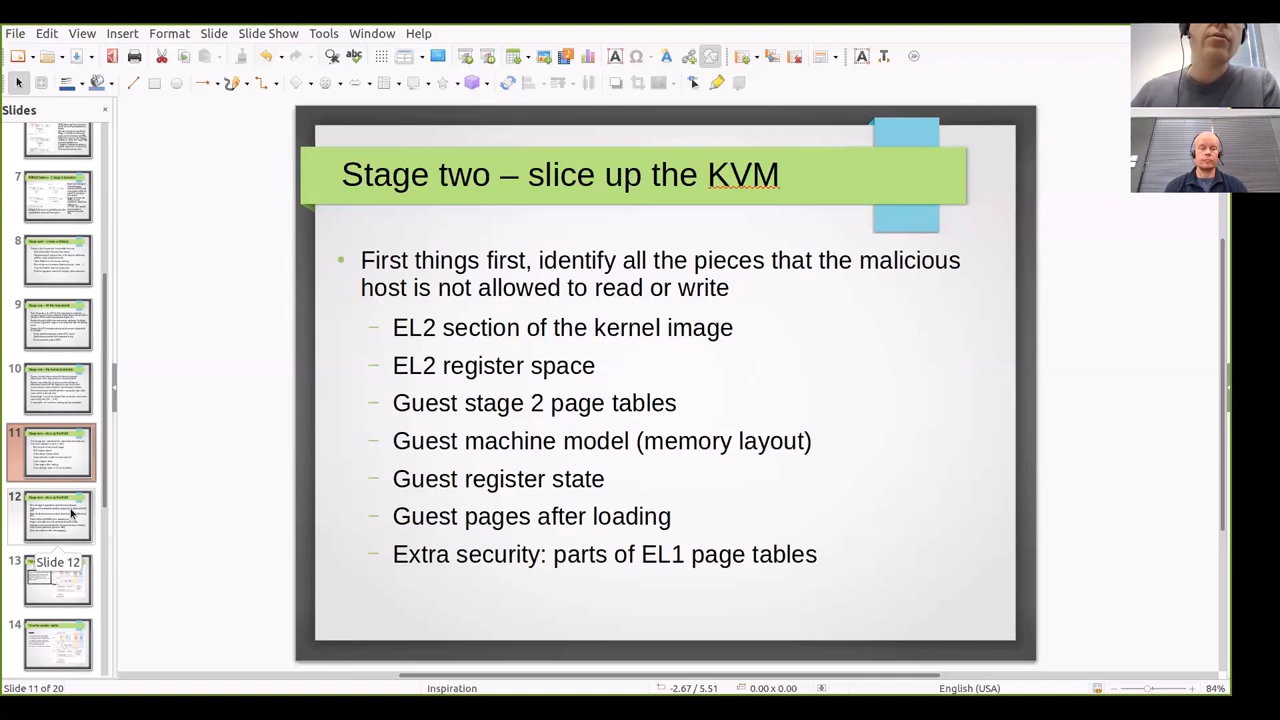 File Edit View Insert Format Slide Slide Show Tools Window Help
Slides
Stage two – slice up the KVM
• First things first, identify all the pieces that the malicious
host is not allowed to read or write
– EL2 section of the kernel image
– EL2 register space
– Guest stage 2 page tables
– Guest machine model (memory layout)
– Guest register state
– Guest pages after loading
– Extra security: parts of EL1 page tables
7
8
9
10
11
12
Slide 12
13
14
Slide 11 of 20
Inspiration
-2.67 / 5.51
0.00 x 0.00
English (USA)
84%